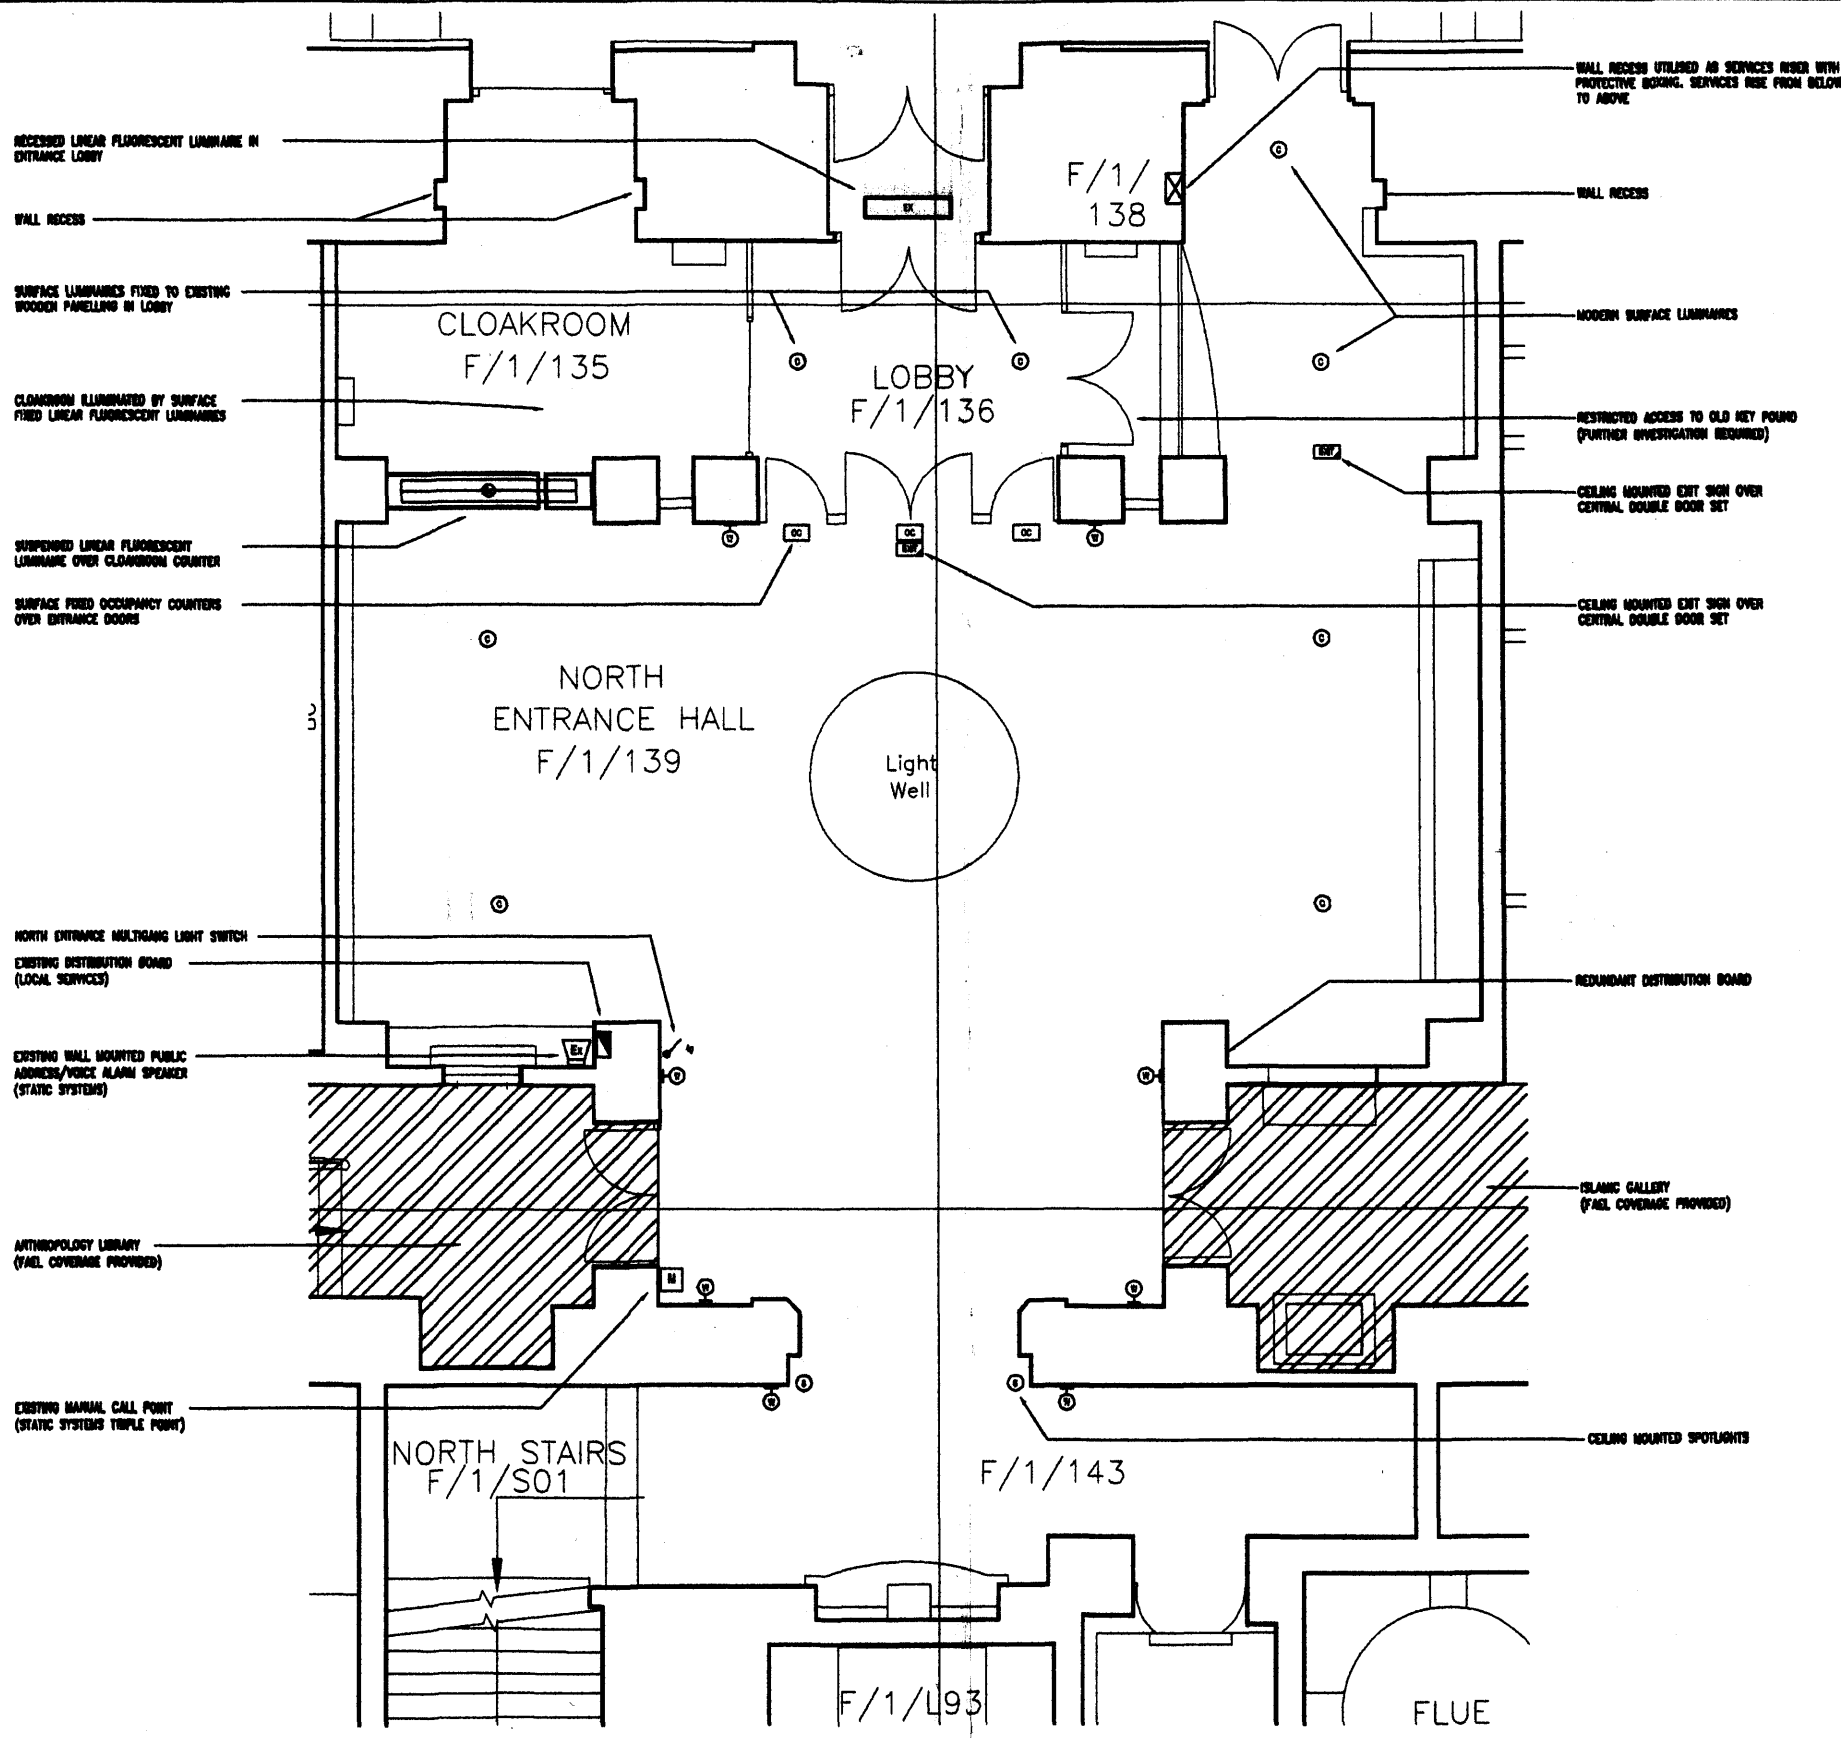 RECESSED LINEAR FLUORESCENT LUMINAIRE IN
ENTRANCE LOBBY
WALL RECESS
SURFACE LUMINAIRES FIXED TO EXISTING
WOODEN PANELLING IN LOBBY
CLOAKROOM ILLUMINATED BY SURFACE
FIXED LINEAR FLUORESCENT LUMINAIRES
SUSPENDED LINEAR FLUORESCENT
LUMINAIRE OVER CLOAKROOM COUNTER
SURFACE FIXED OCCUPANCY COUNTERS
OVER ENTRANCE DOORS
NORTH ENTRANCE MULTIGANG LIGHT SWITCH
EXISTING DISTRIBUTION BOARD
(LOCAL SERVICES)
EXISTING WALL MOUNTED PUBLIC
ADDRESS/VOICE ALARM SPEAKER
(STATIC SYSTEMS)
ANTHROPOLOGY LIBRARY
(FAEL COVERAGE PROVIDED)
EXISTING MANUAL CALL POINT
(STATIC SYSTEMS TRIPLE POINT)
EX
F/1/
138
C
CLOAKROOM
F/1/135
C
C
C
LOBBY
F/1/136
EXIT
OC
OC
OC
EXIT
W
W
C
C
NORTH
ENTRANCE HALL
F/1/139
Light
Well
C
C
Ex
W
W
M
W
W
S
S
W
W
NORTH STAIRS
F/1/S01
F/1/143
F/1/L93
FLUE
WALL RECESS UTILISED AS SERVICES RISER WITH
PROTECTIVE BOXING. SERVICES RISE FROM BELOW
TO ABOVE
WALL RECESS
MODERN SURFACE LUMINAIRES
RESTRICTED ACCESS TO OLD KEY POUND
(FURTHER INVESTIGATION REQUIRED)
CEILING MOUNTED EXIT SIGN OVER
CENTRAL DOUBLE DOOR SET
CEILING MOUNTED EXIT SIGN OVER
CENTRAL DOUBLE DOOR SET
REDUNDANT DISTRIBUTION BOARD
ISLAMIC GALLERY
(FAEL COVERAGE PROVIDED)
CEILING MOUNTED SPOTLIGHTS